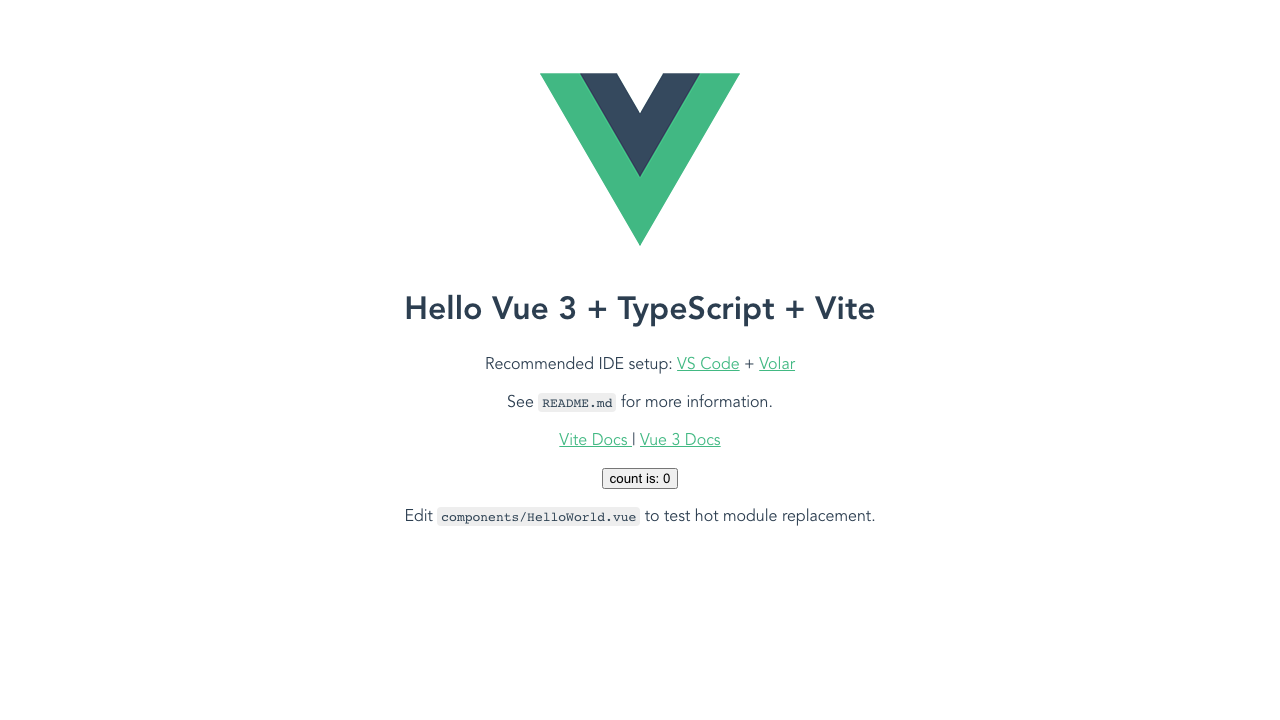 Hello Vue 3 + TypeScript + Vite
Recommended IDE setup: VS Code + Volar
See README.md for more information.
Vite Docs | Vue 3 Docs
count is: 0
Edit components/HelloWorld.vue to test hot module replacement.